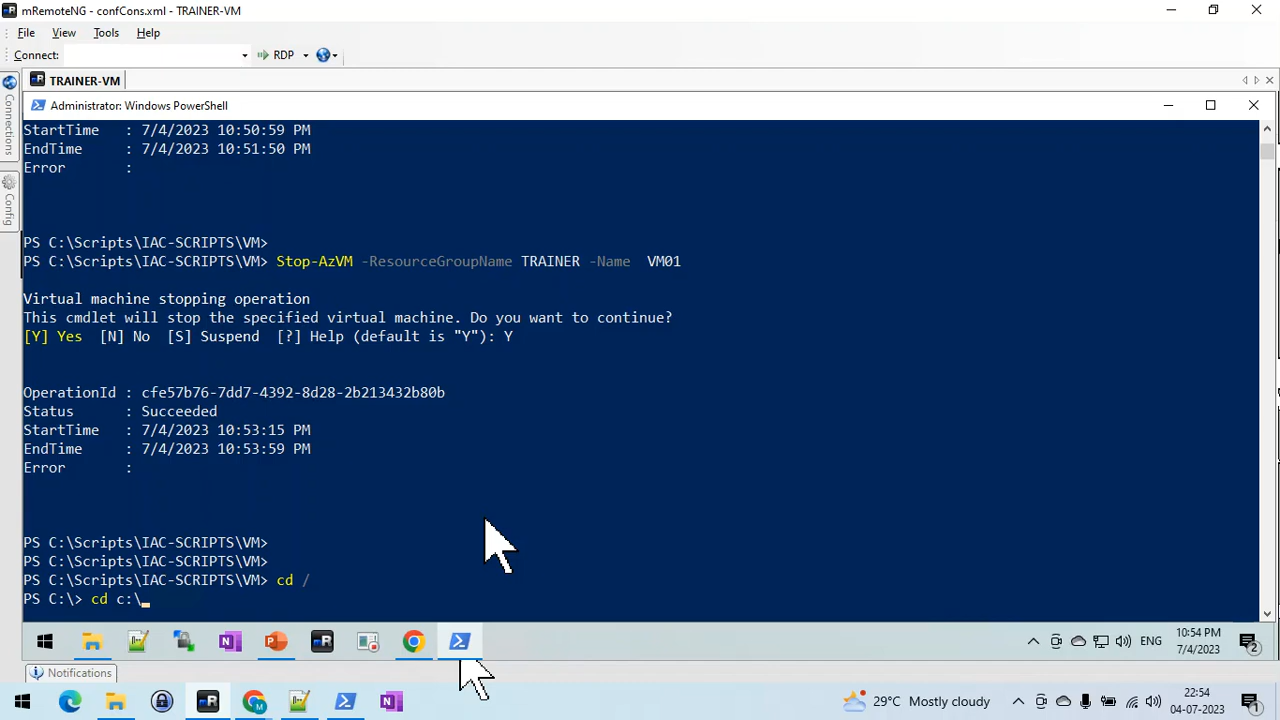 mRemoteNG - confCons.xml - TRAINER-VM
File View Tools Help
Connect: RDP
TRAINER-VM
Connections
Config
Administrator: Windows PowerShell
StartTime : 7/4/2023 10:50:59 PM
EndTime : 7/4/2023 10:51:50 PM
Error :
PS C:\Scripts\IAC-SCRIPTS\VM>
PS C:\Scripts\IAC-SCRIPTS\VM> Stop-AzVM -ResourceGroupName TRAINER -Name VM01
Virtual machine stopping operation
This cmdlet will stop the specified virtual machine. Do you want to continue?
[Y] Yes [N] No [S] Suspend [?] Help (default is "Y"): Y
OperationId : cfe57b76-7dd7-4392-8d28-2b213432b80b
Status : Succeeded
StartTime : 7/4/2023 10:53:15 PM
EndTime : 7/4/2023 10:53:59 PM
Error :
PS C:\Scripts\IAC-SCRIPTS\VM>
PS C:\Scripts\IAC-SCRIPTS\VM>
PS C:\Scripts\IAC-SCRIPTS\VM> cd /
PS C:\> cd c:\_
ENG
10:54 PM
7/4/2023
2
Notifications
29°C Mostly cloudy
22:54
04-07-2023
1